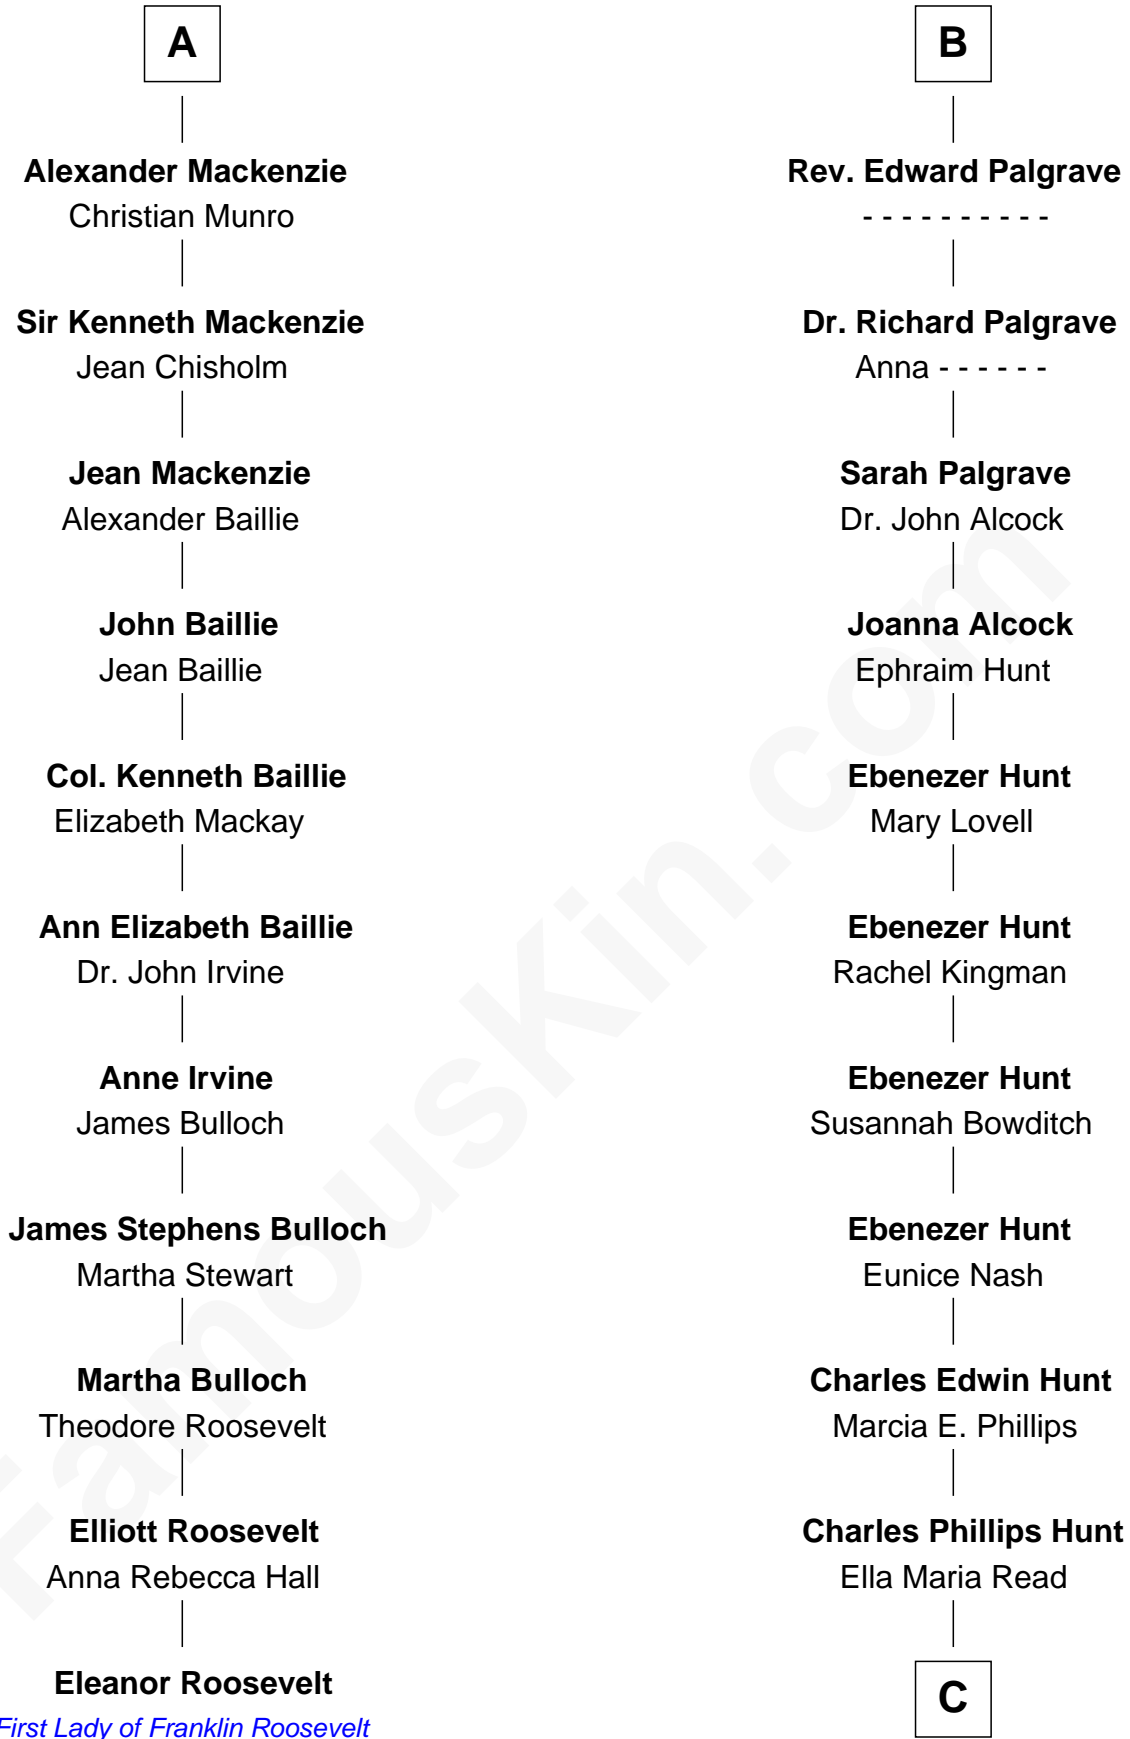 A
Alexander Mackenzie
Christian Munro
Sir Kenneth Mackenzie
Jean Chisholm
Jean Mackenzie
Alexander Baillie
John Baillie
Jean Baillie
Col. Kenneth Baillie
Elizabeth Mackay
Ann Elizabeth Baillie
Dr. John Irvine
Anne Irvine
James Bulloch
James Stephens Bulloch
Martha Stewart
Martha Bulloch
Theodore Roosevelt
Elliott Roosevelt
Anna Rebecca Hall
Eleanor Roosevelt
First Lady of Franklin Roosevelt
B
Rev. Edward Palgrave
- - - - - - - - - -
Dr. Richard Palgrave
Anna - - - - - -
Sarah Palgrave
Dr. John Alcock
Joanna Alcock
Ephraim Hunt
Ebenezer Hunt
Mary Lovell
Ebenezer Hunt
Rachel Kingman
Ebenezer Hunt
Susannah Bowditch
Ebenezer Hunt
Eunice Nash
Charles Edwin Hunt
Marcia E. Phillips
Charles Phillips Hunt
Ella Maria Read
C
FamousKin.com